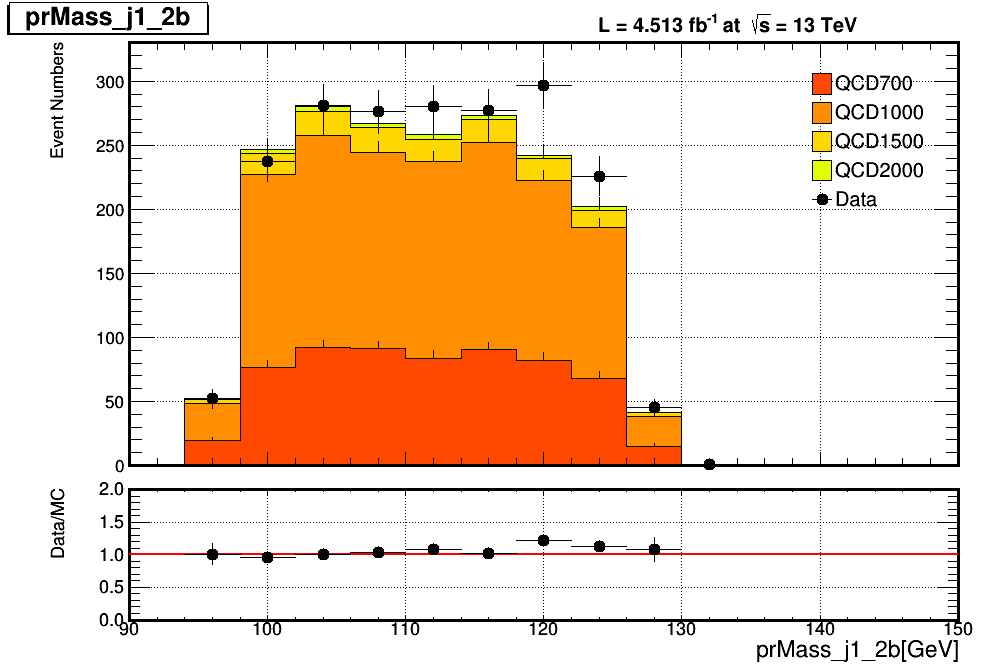 prMass_j1_2b
L = 4.513 fb⁻¹ at √s = 13 TeV
Event Numbers
300
250
200
150
100
50
0
QCD700
QCD1000
QCD1500
QCD2000
Data
Data/MC
2.0
1.5
1.0
0.5
0.0
90 100 110 120 130 140 150
prMass_j1_2b[GeV]